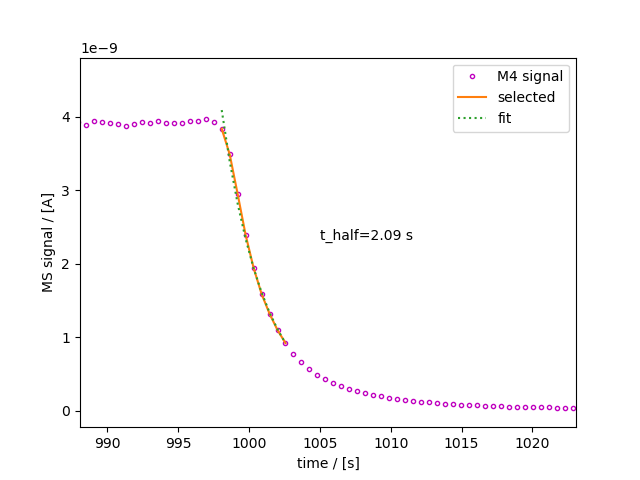 1e−9
M4 signal
selected
fit
4
3
2
1
0
MS signal / [A]
t_half=2.09 s
990 995 1000 1005 1010 1015 1020
time / [s]